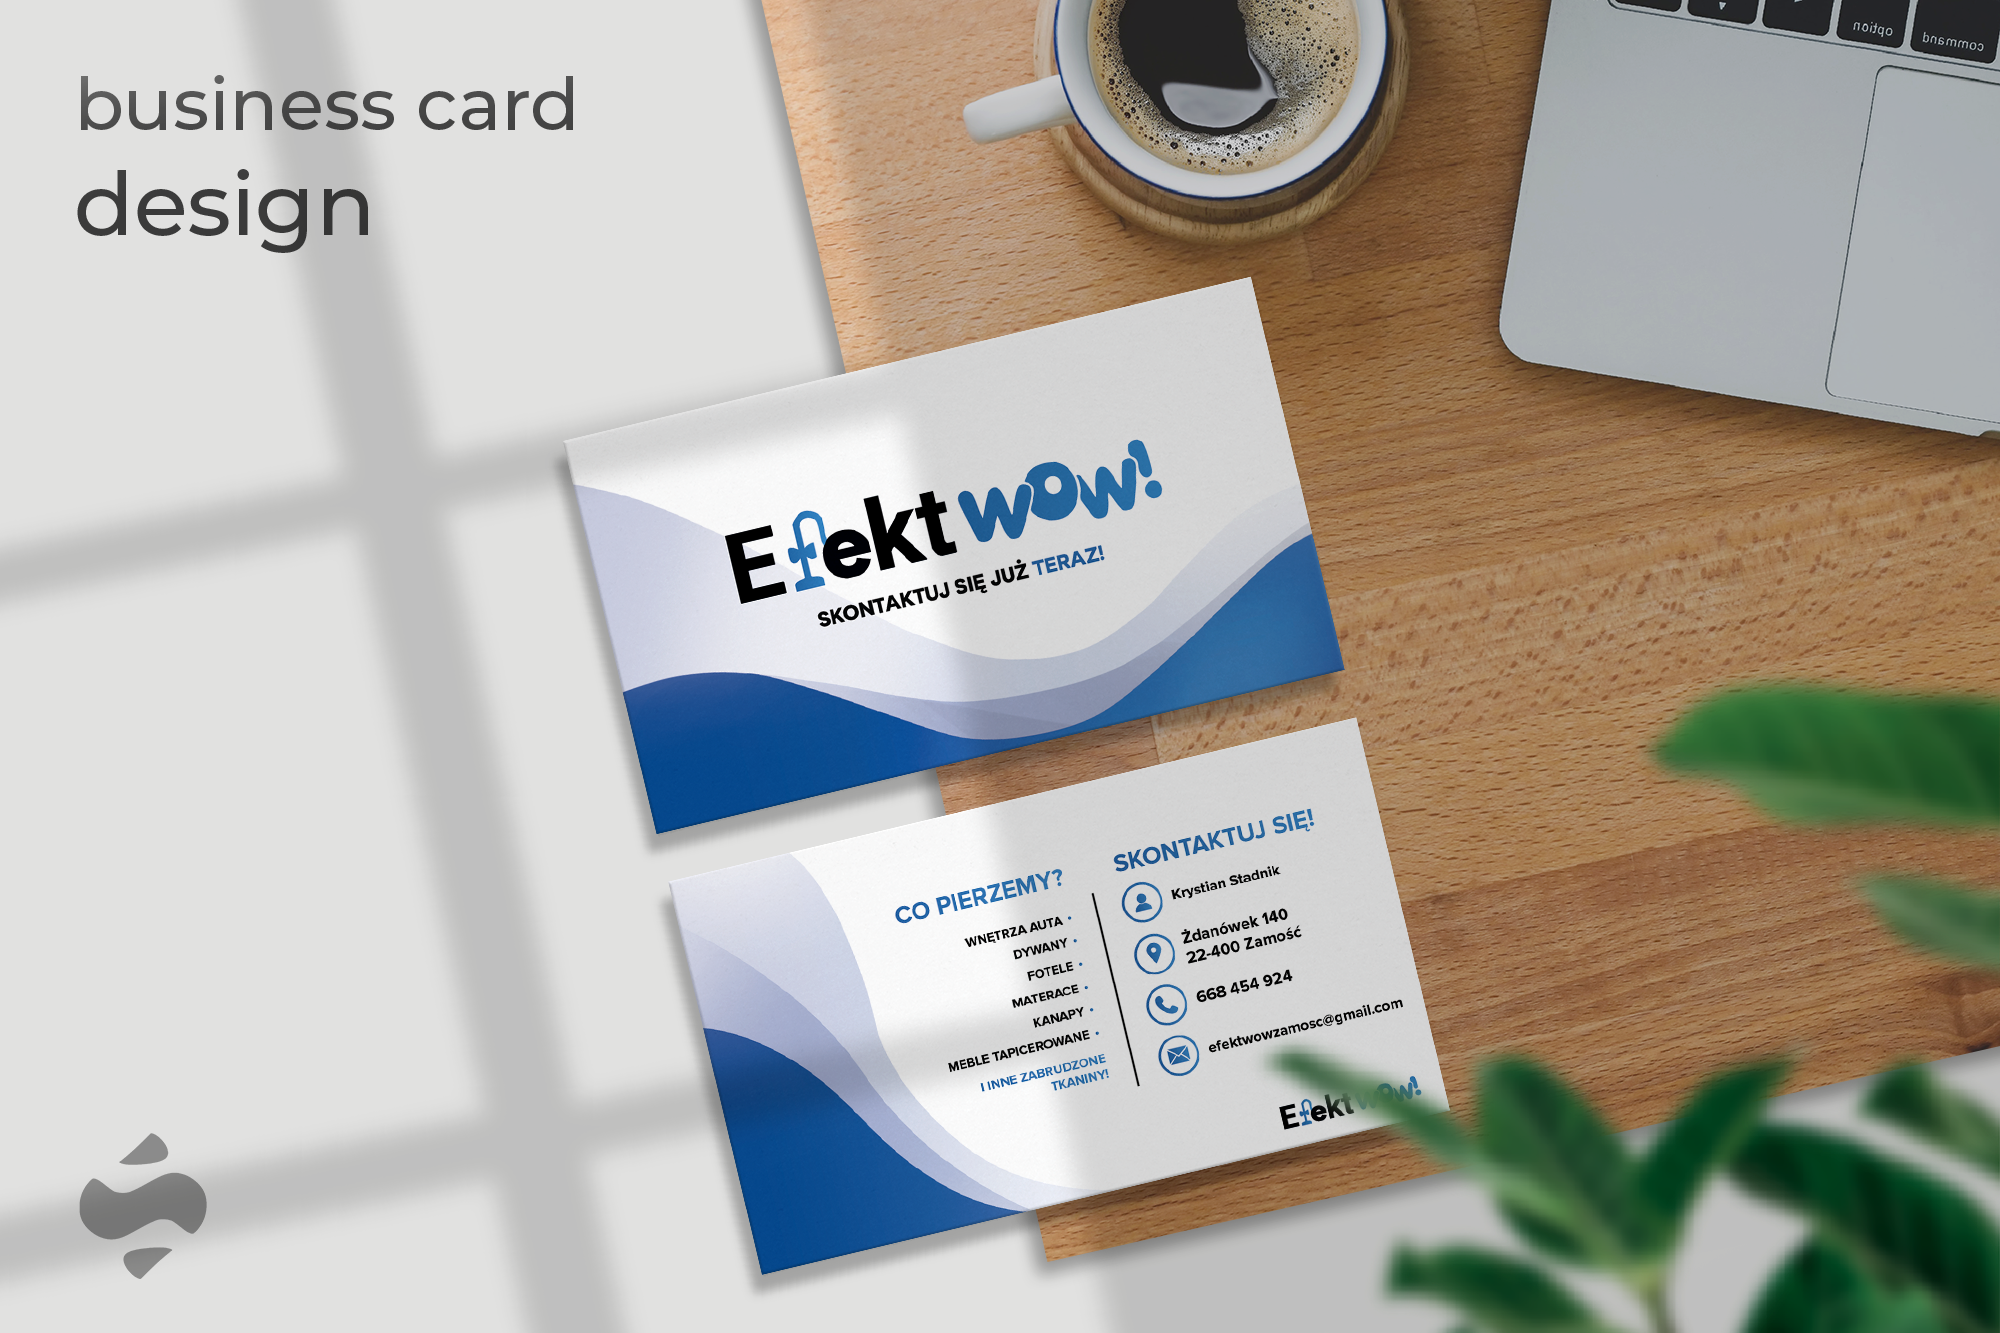 business card
design
option
command
Efekt wow!
SKONTAKTUJ SIĘ JUŻ TERAZ!
CO PIERZEMY?
WNĘTRZA AUTA •
DYWANY •
FOTELE •
MATERACE •
KANAPY •
MEBLE TAPICEROWANE •
I INNE ZABRUDZONE
TKANINY!
SKONTAKTUJ SIĘ!
Krystian Stadnik
Żdanówek 140
22-400 Zamość
668 454 924
efektwowzamosc@gmail.com
Efekt wow!